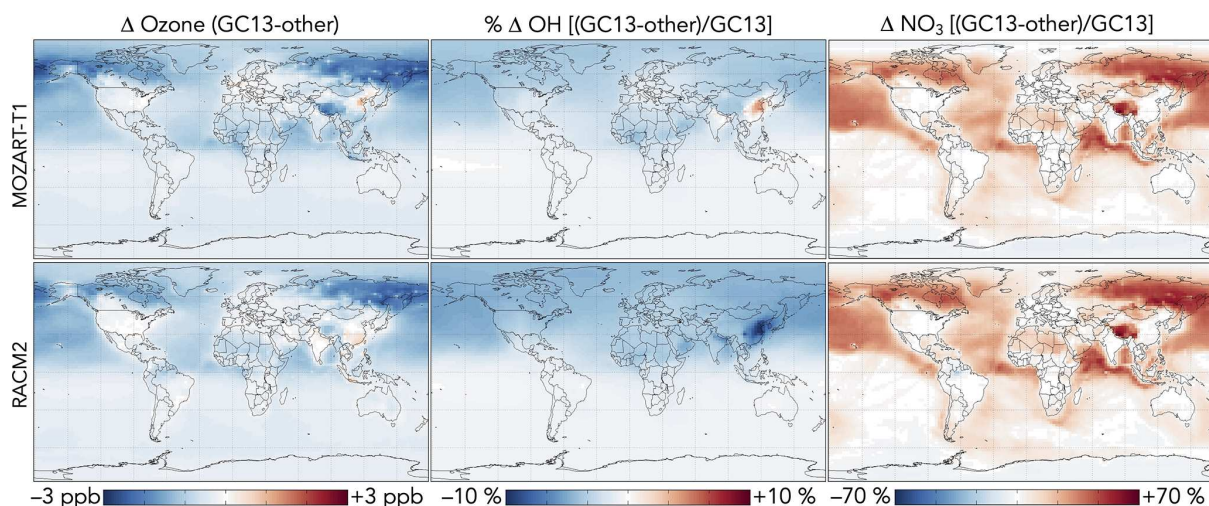 Δ Ozone (GC13-other)
% Δ OH [(GC13-other)/GC13]
Δ NO₃ [(GC13-other)/GC13]
MOZART-T1
RACM2
−3 ppb +3 ppb
−10 % +10 %
−70 % +70 %